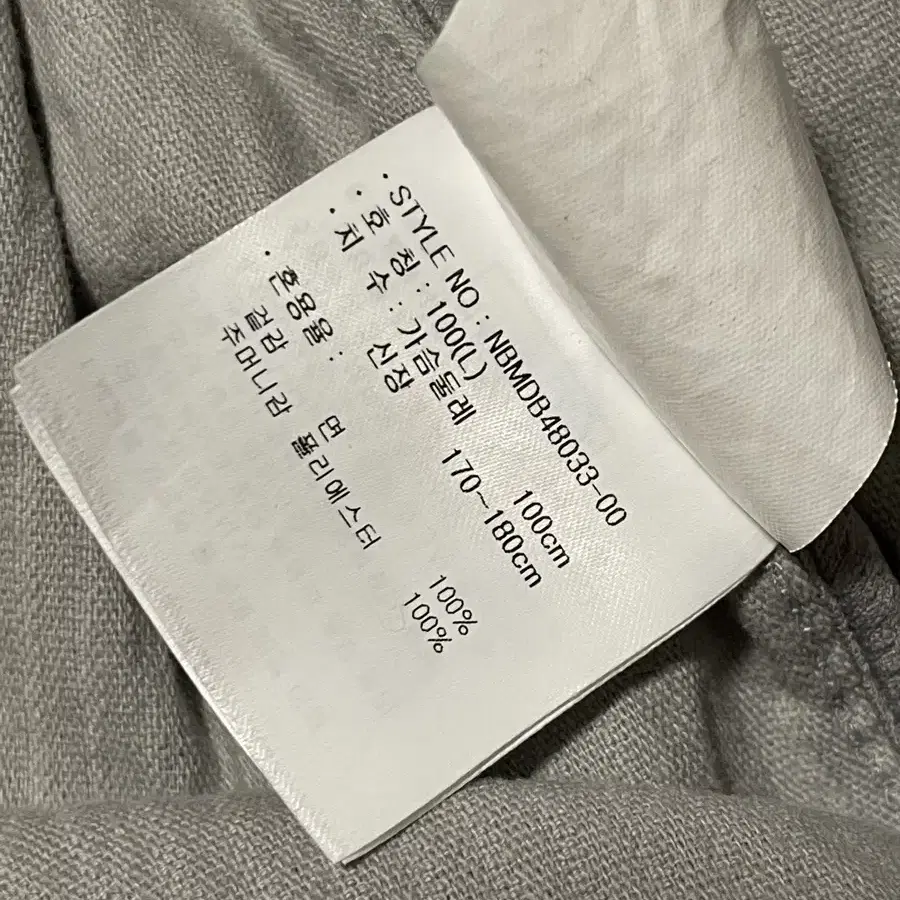 · STYLE NO : NBMDB48033-00
· 호 칭 : 100(L)
· 치 수 : 가슴둘레 100cm
신장 170~180cm
· 혼용율 :
겉감 면 100%
주머니감 폴리에스터 100%